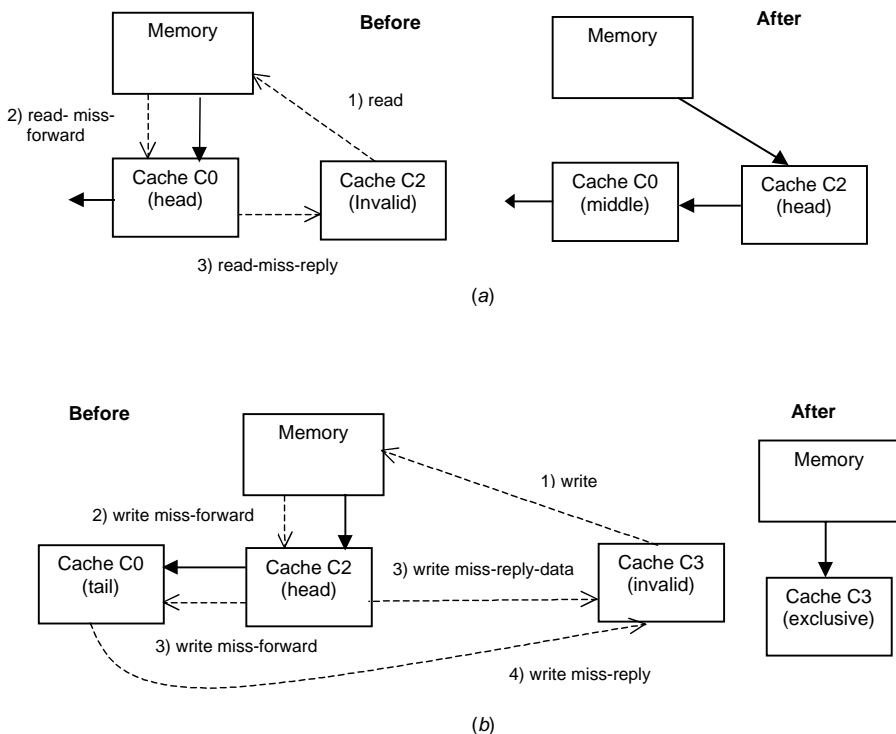 Before
After
Memory
Memory
1) read
2) read- miss-
forward
Cache C0
(head)
Cache C2
(Invalid)
Cache C0
(middle)
Cache C2
(head)
3) read-miss-reply
(a)
Before
After
Memory
Memory
1) write
2) write miss-forward
Cache C0
(tail)
Cache C2
(head)
3) write miss-reply-data
Cache C3
(invalid)
Cache C3
(exclusive)
3) write miss-forward
4) write miss-reply
(b)